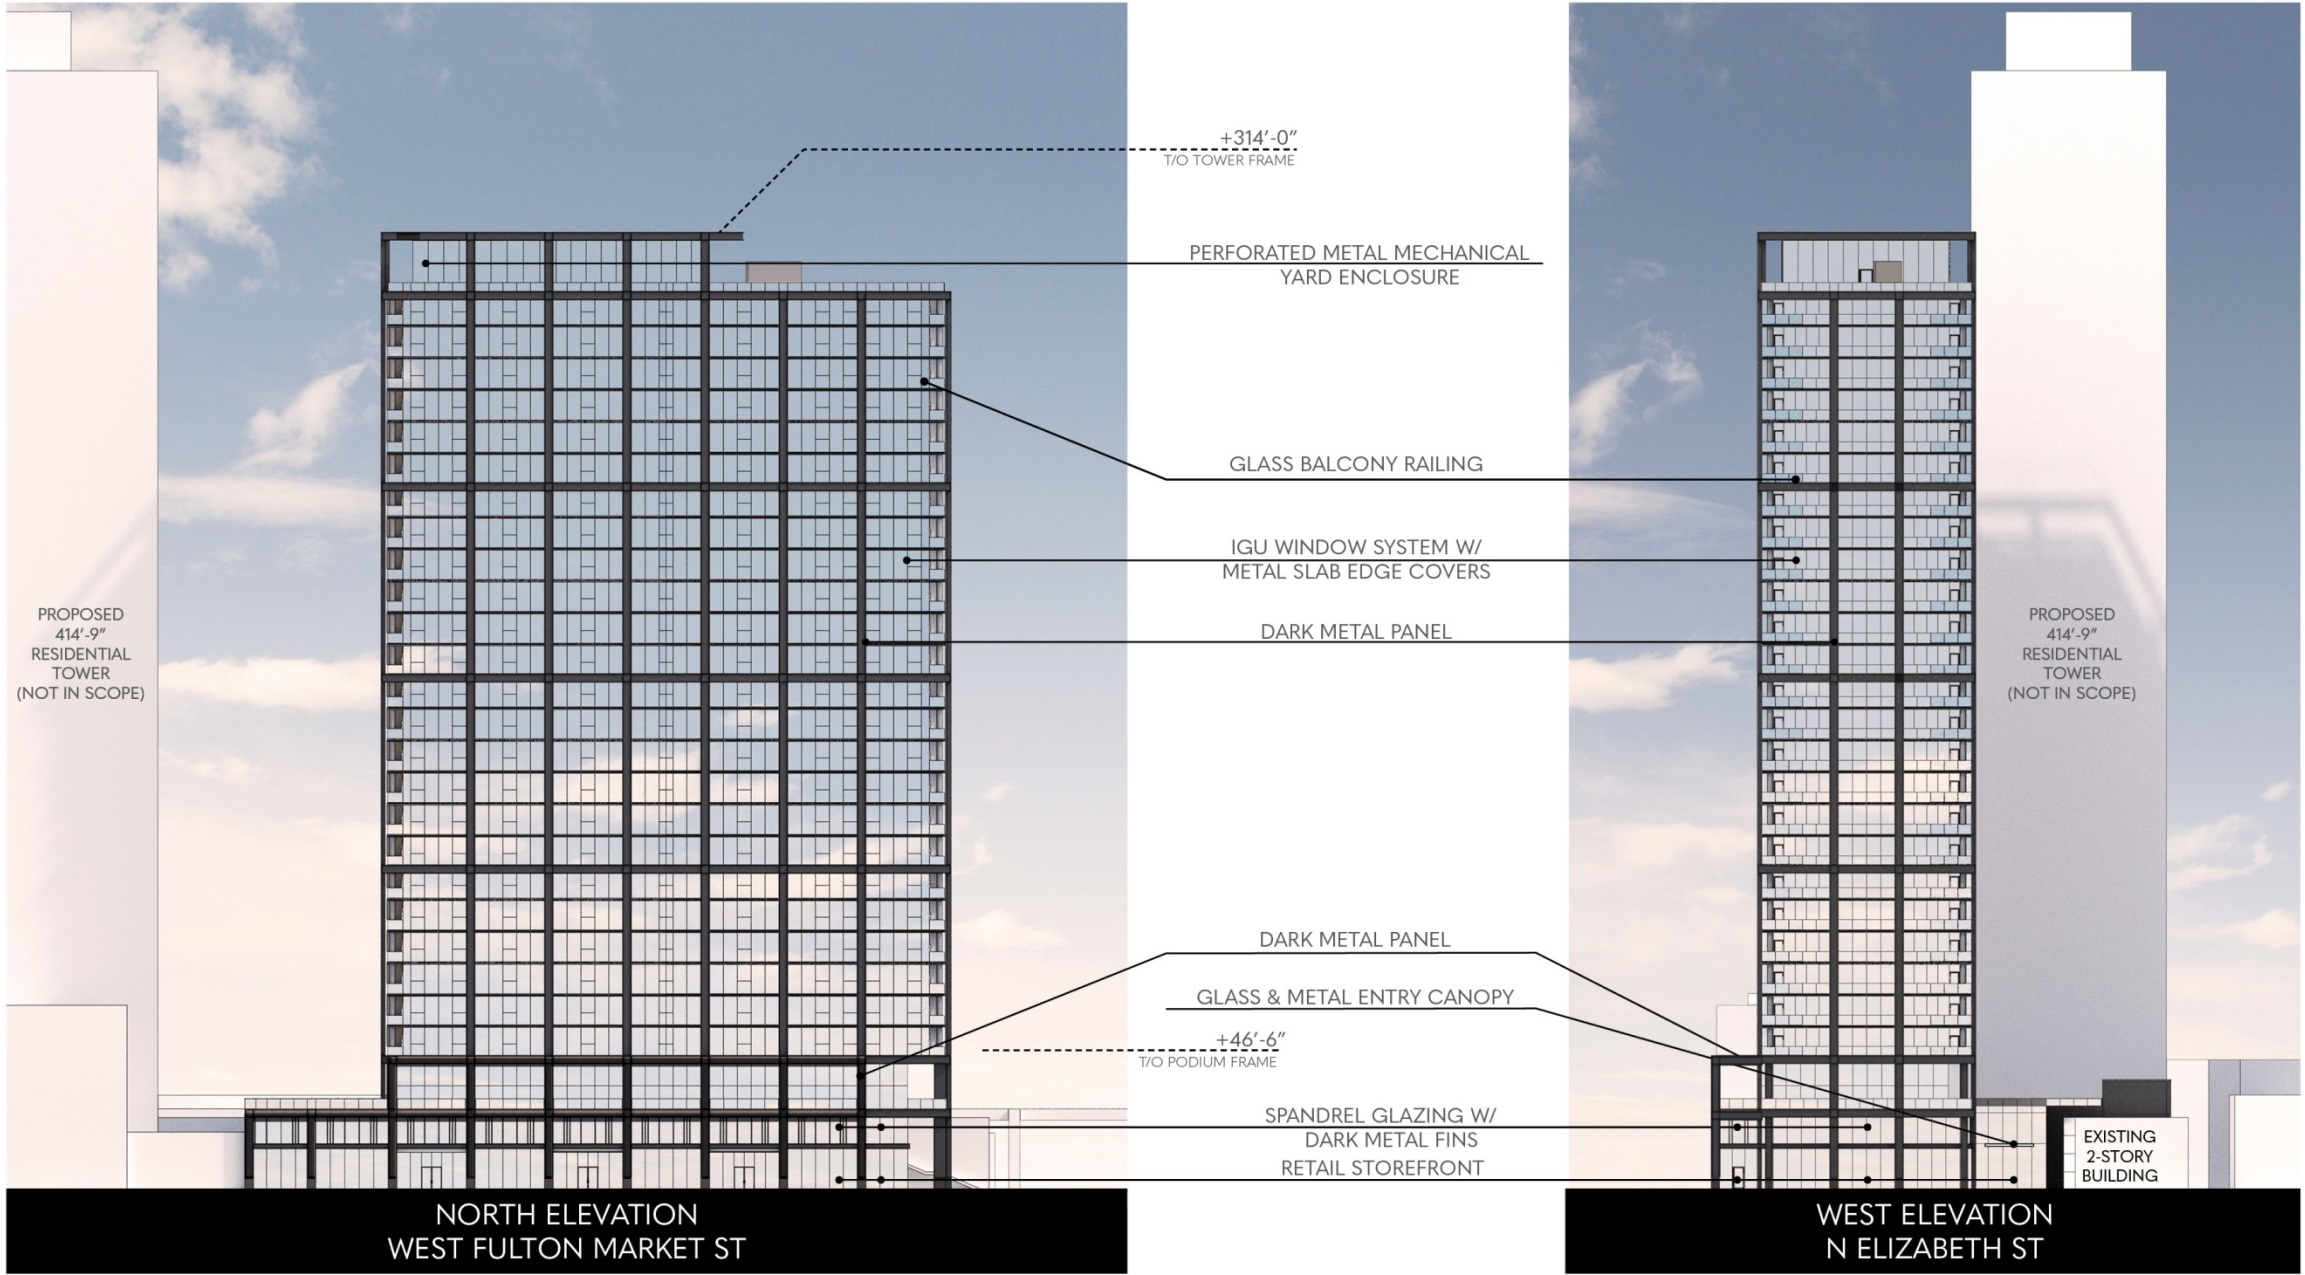 +314'-0"
T/O TOWER FRAME
PERFORATED METAL MECHANICAL
YARD ENCLOSURE
GLASS BALCONY RAILING
IGU WINDOW SYSTEM W/
METAL SLAB EDGE COVERS
DARK METAL PANEL
PROPOSED
414'-9"
RESIDENTIAL
TOWER
(NOT IN SCOPE)
PROPOSED
414'-9"
RESIDENTIAL
TOWER
(NOT IN SCOPE)
DARK METAL PANEL
GLASS & METAL ENTRY CANOPY
+46'-6"
T/O PODIUM FRAME
SPANDREL GLAZING W/
DARK METAL FINS
RETAIL STOREFRONT
EXISTING
2-STORY
BUILDING
NORTH ELEVATION
WEST FULTON MARKET ST
WEST ELEVATION
N ELIZABETH ST